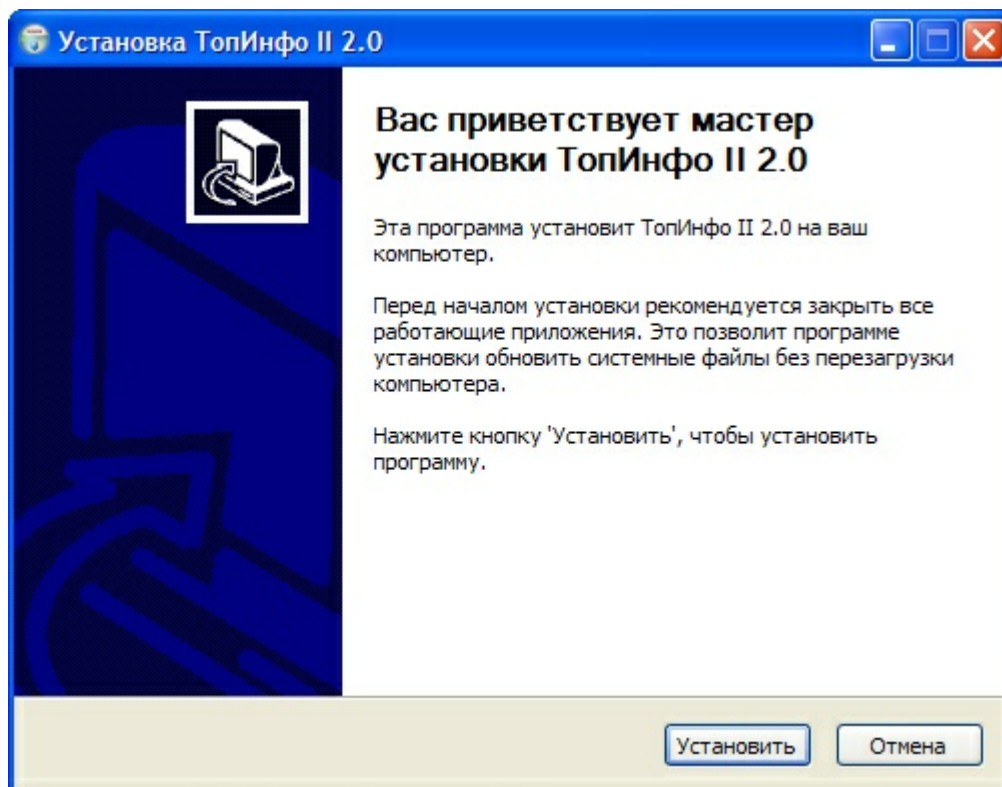 Установка ТопИнфо II 2.0
Вас приветствует мастер
установки ТопИнфо II 2.0
Эта программа установит ТопИнфо II 2.0 на ваш
компьютер.
Перед началом установки рекомендуется закрыть все
работающие приложения. Это позволит программе
установки обновить системные файлы без перезагрузки
компьютера.
Нажмите кнопку 'Установить', чтобы установить
программу.
Установить
Отмена